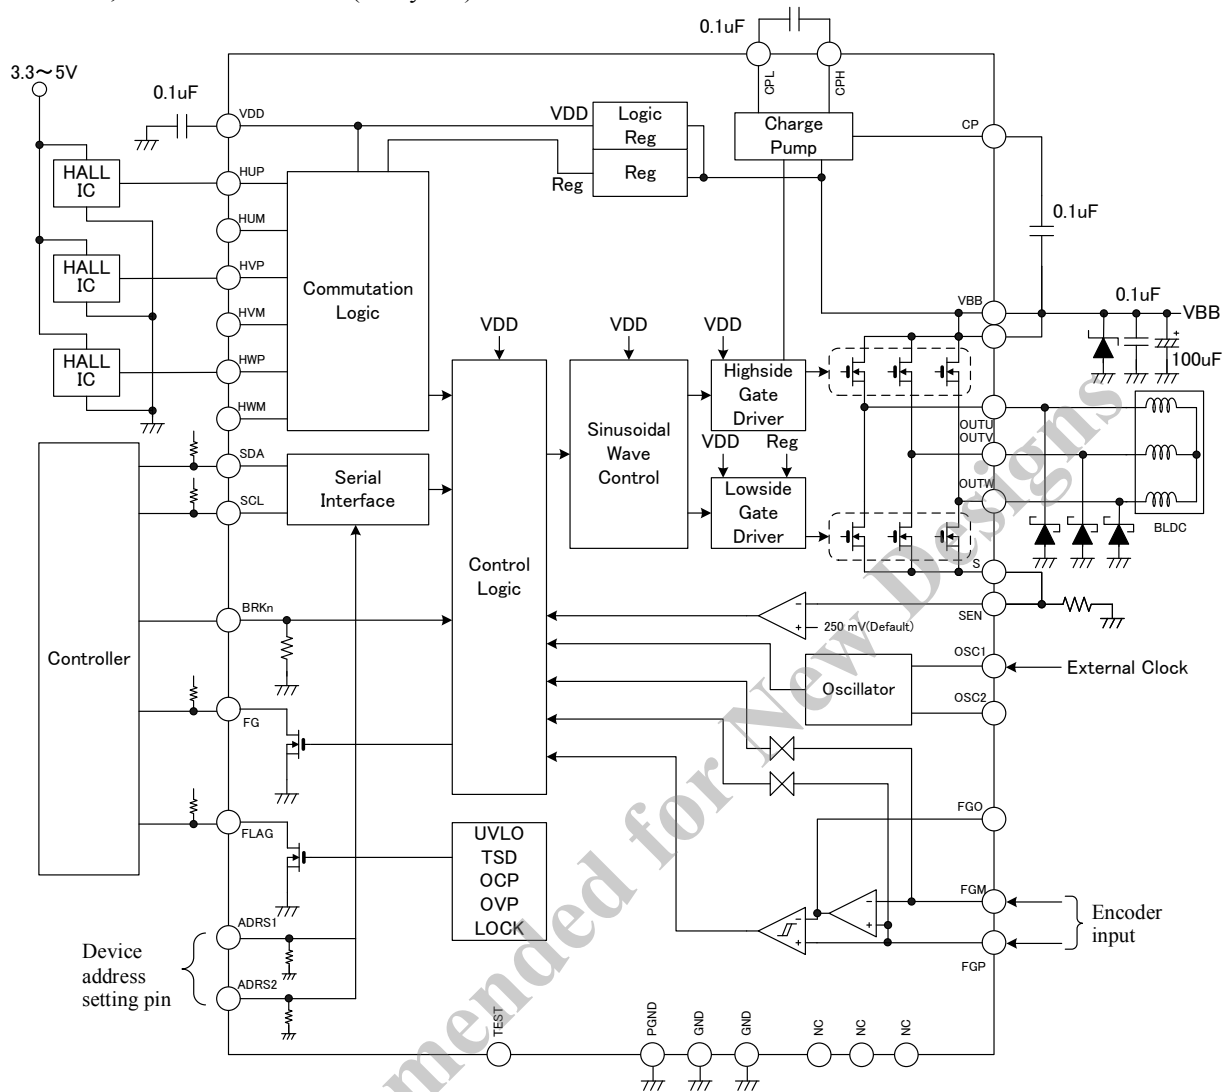 0.1uF
3.3～5V
0.1uF
CPL
CPH
VDD
VDD
Logic
Reg
Charge
Pump
CP
HALL
IC
HUP
Reg
Reg
HUM
0.1uF
HALL
IC
HVP
Commutation
Logic
HVM
VDD
VDD
VDD
VBB
0.1uF
VBB
HALL
IC
HWP
Highside
Gate
Driver
+
100uF
HWM
Sinusoidal
Wave
Control
VDD
Reg
OUTU
OUTV
SDA
Serial
Interface
SCL
Lowside
Gate
Driver
OUTW
BLDC
Control
Logic
S
BRKn
-
+
250 mV(Default)
SEN
Controller
Oscillator
OSC1
External Clock
OSC2
FG
FGO
FLAG
UVLO
TSD
OCP
OVP
LOCK
-
+
-
+
FGM
Encoder
input
FGP
ADRS1
Device
address
setting pin
ADRS2
TEST
PGND
GND
GND
NC
NC
NC
mended for New Designs